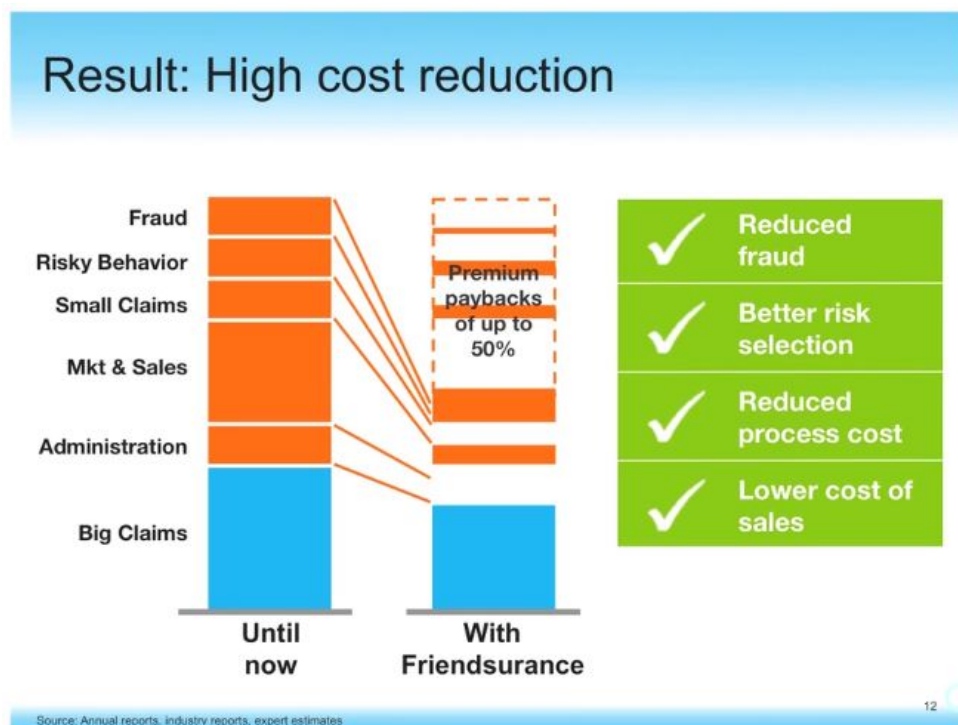 Result: High cost reduction
Fraud
Risky Behavior
Small Claims
Mkt & Sales
Administration
Big Claims
Until
now
Premium
paybacks
of up to
50%
With
Friendsurance
Reduced
fraud
Better risk
selection
Reduced
process cost
Lower cost of
sales
12
Source: Annual reports, industry reports, expert estimates